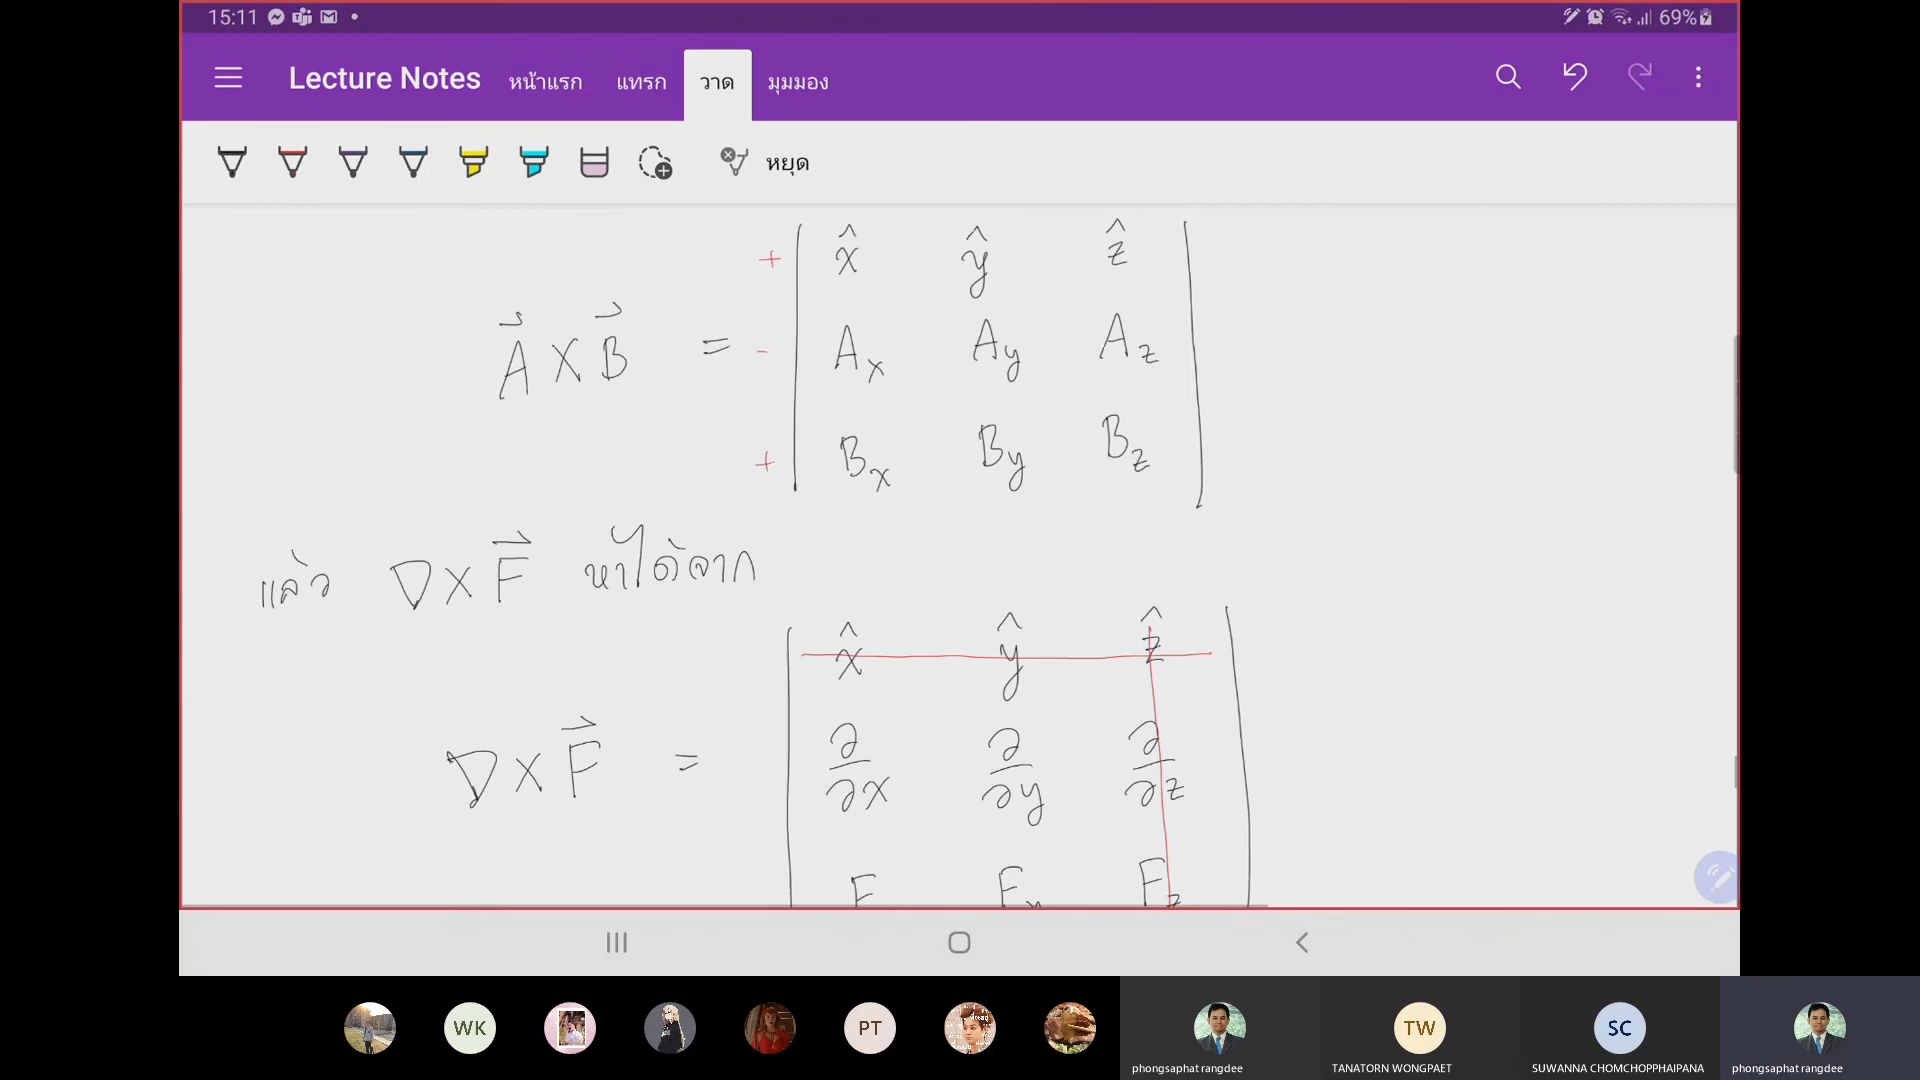 15:11 69%
Lecture Notes หน้าแรก แทรก วาด มุมมอง
หยุด
+ x̂ ŷ ẑ
A⃗ × B⃗ = - Ax Ay Az
+ Bx By Bz
แล้ว ∇×F⃗ หาได้จาก
x̂ ŷ ẑ
∇×F⃗ = ∂/∂x ∂/∂y ∂/∂z
F Fy Fz
WK PT TW SC
phongsaphat rangdee TANATORN WONGPAET SUWANNA CHOMCHOPPHAIPANA phongsaphat rangdee